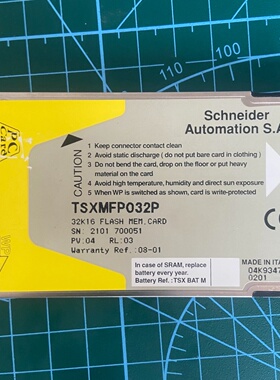 110
100
Schneider
Automation S.A
PC
Card
CAUTION
1 Keep connector contact clean
2 Avoid static discharge ( do not put bare card in clothing )
3 Do not bend the card, drop on the floor or put heavy
material on the card.
4 Avoid high temperature, humidity and direct sun exposure
5 When WP is switched as shown, card is write-protected
TSXMFP032P
32K16 FLASH MEM.CARD
SN: 2101 700051
PV:04 RL:03
Warranty Ref.:08-01
In case of SRAM, replace
battery every year.
Battery Ref.: TSX BAT M
MADE IN ITA
04K9347
0201
WP